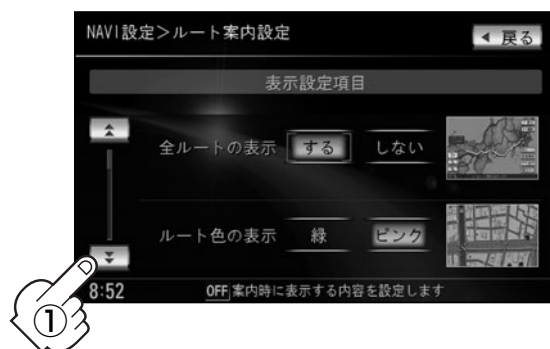 NAVI設定>ルート案内設定
◀ 戻る
表示設定項目
全ルートの表示 する しない
ルート色の表示 緑 ピンク
8:52 OFF 案内時に表示する内容を設定します
①